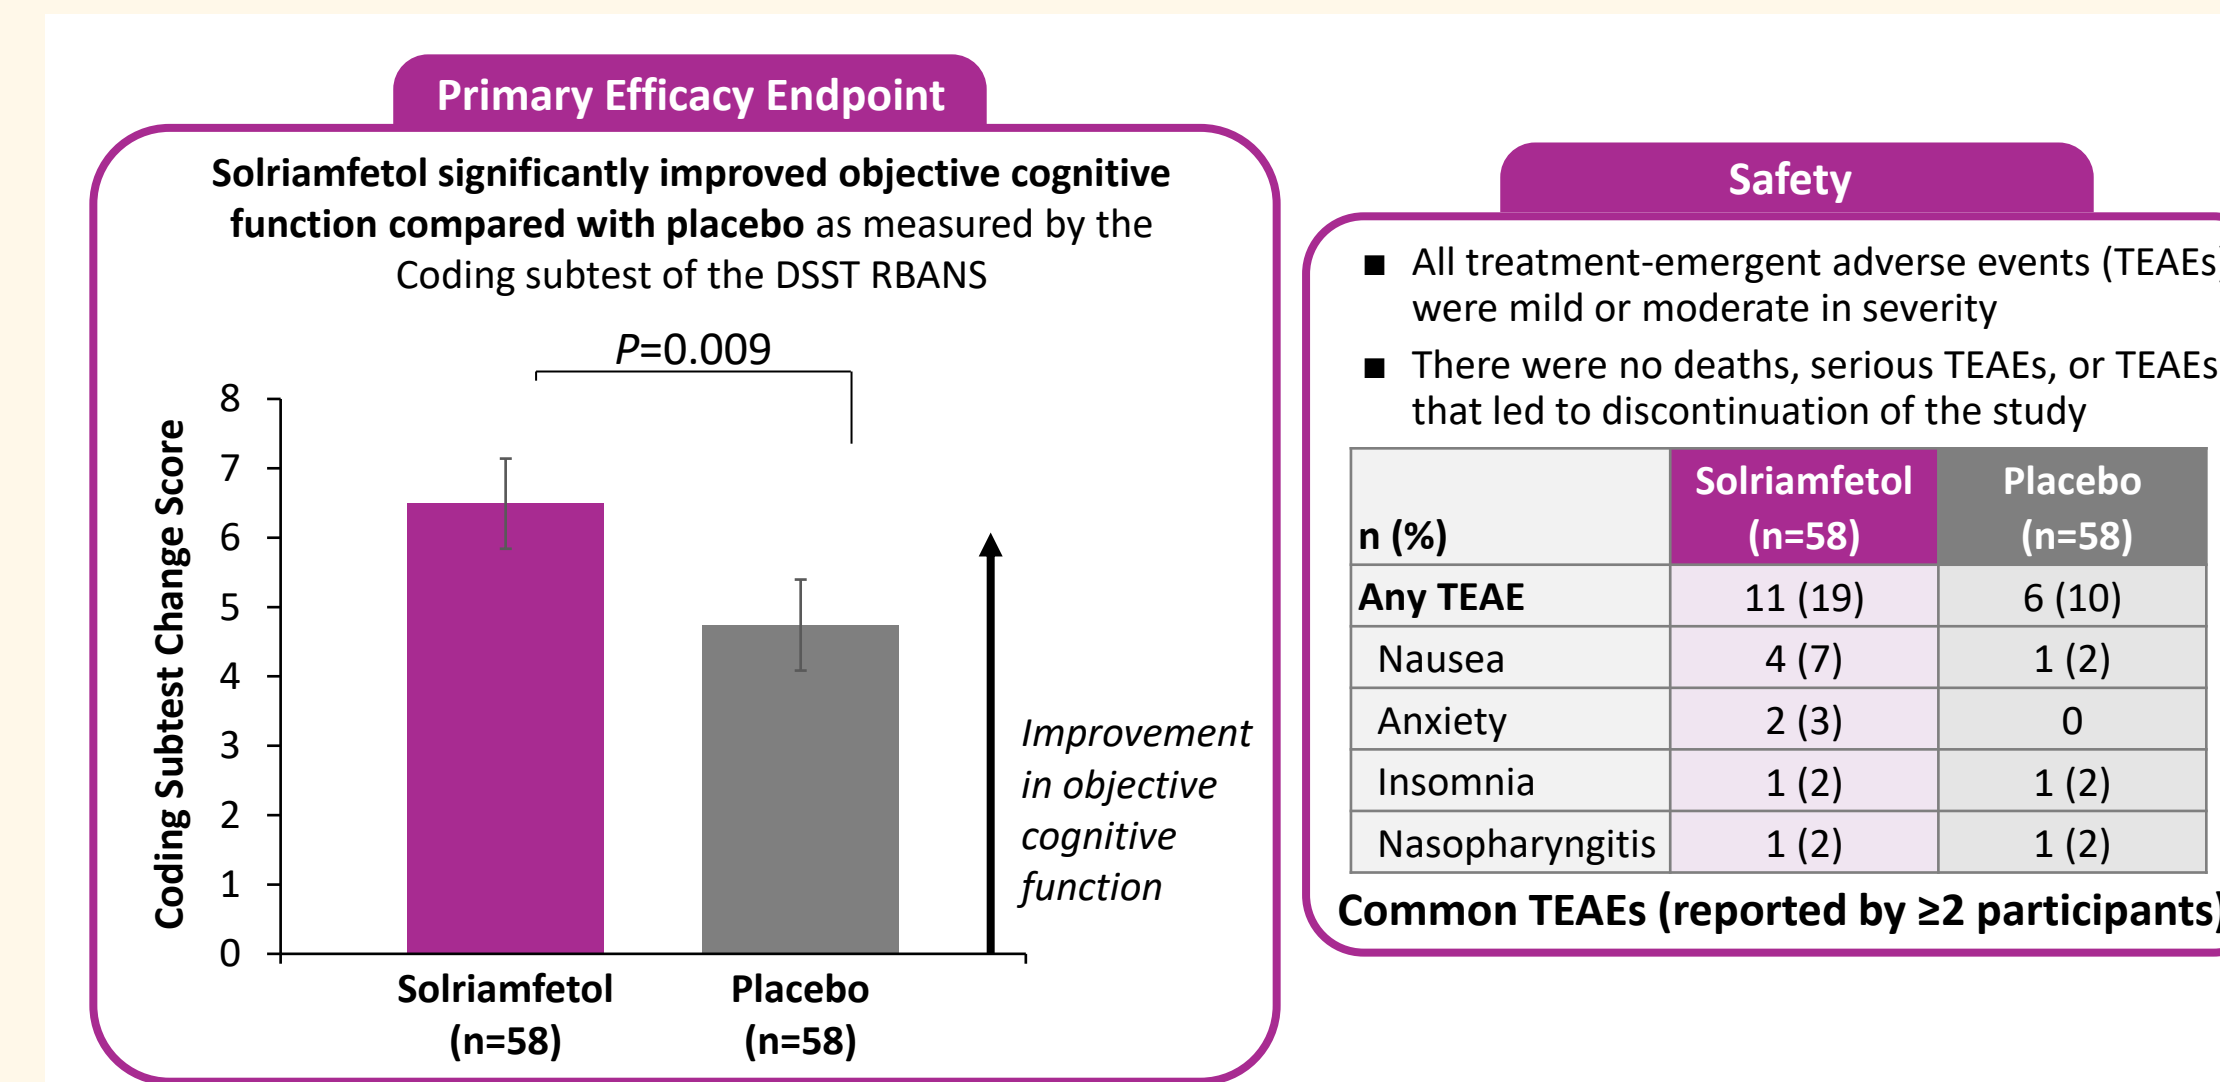 Primary Efficacy Endpoint
Solriamfetol significantly improved objective cognitive
function compared with placebo as measured by the
Coding subtest of the DSST RBANS
P=0.009
Coding Subtest Change Score
8
7
6
5
4
3
2
1
0
Improvement
in objective
cognitive
function
Solriamfetol
(n=58)
Placebo
(n=58)
Safety
■ All treatment-emergent adverse events (TEAEs)
were mild or moderate in severity
■ There were no deaths, serious TEAEs, or TEAEs
that led to discontinuation of the study
n (%) Solriamfetol (n=58) Placebo (n=58)
Any TEAE 11 (19) 6 (10)
Nausea 4 (7) 1 (2)
Anxiety 2 (3) 0
Insomnia 1 (2) 1 (2)
Nasopharyngitis 1 (2) 1 (2)
Common TEAEs (reported by ≥2 participants)